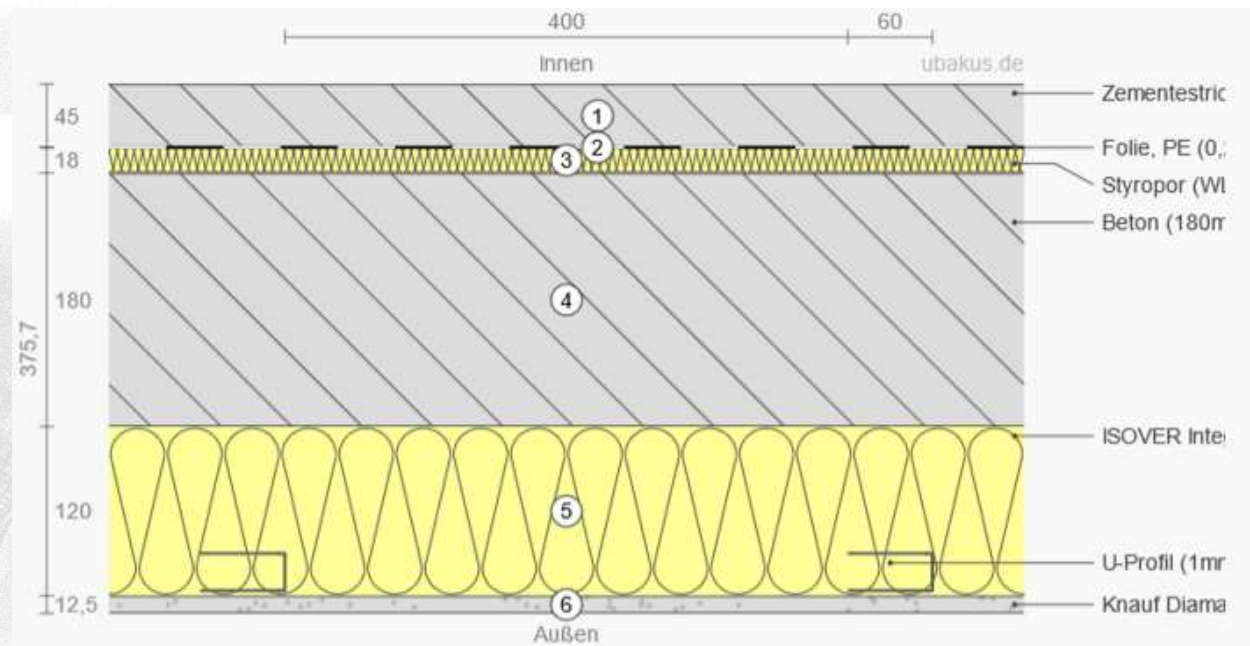 400
60
Innen
ubakus.de
45
1
Zementestric
2
Folie, PE (0,
18
3
Styropor (WI
Beton (180m
180
4
375,7
ISOVER Inte
120
5
U-Profil (1mr
12,5
6
Knauf Diama
Außen